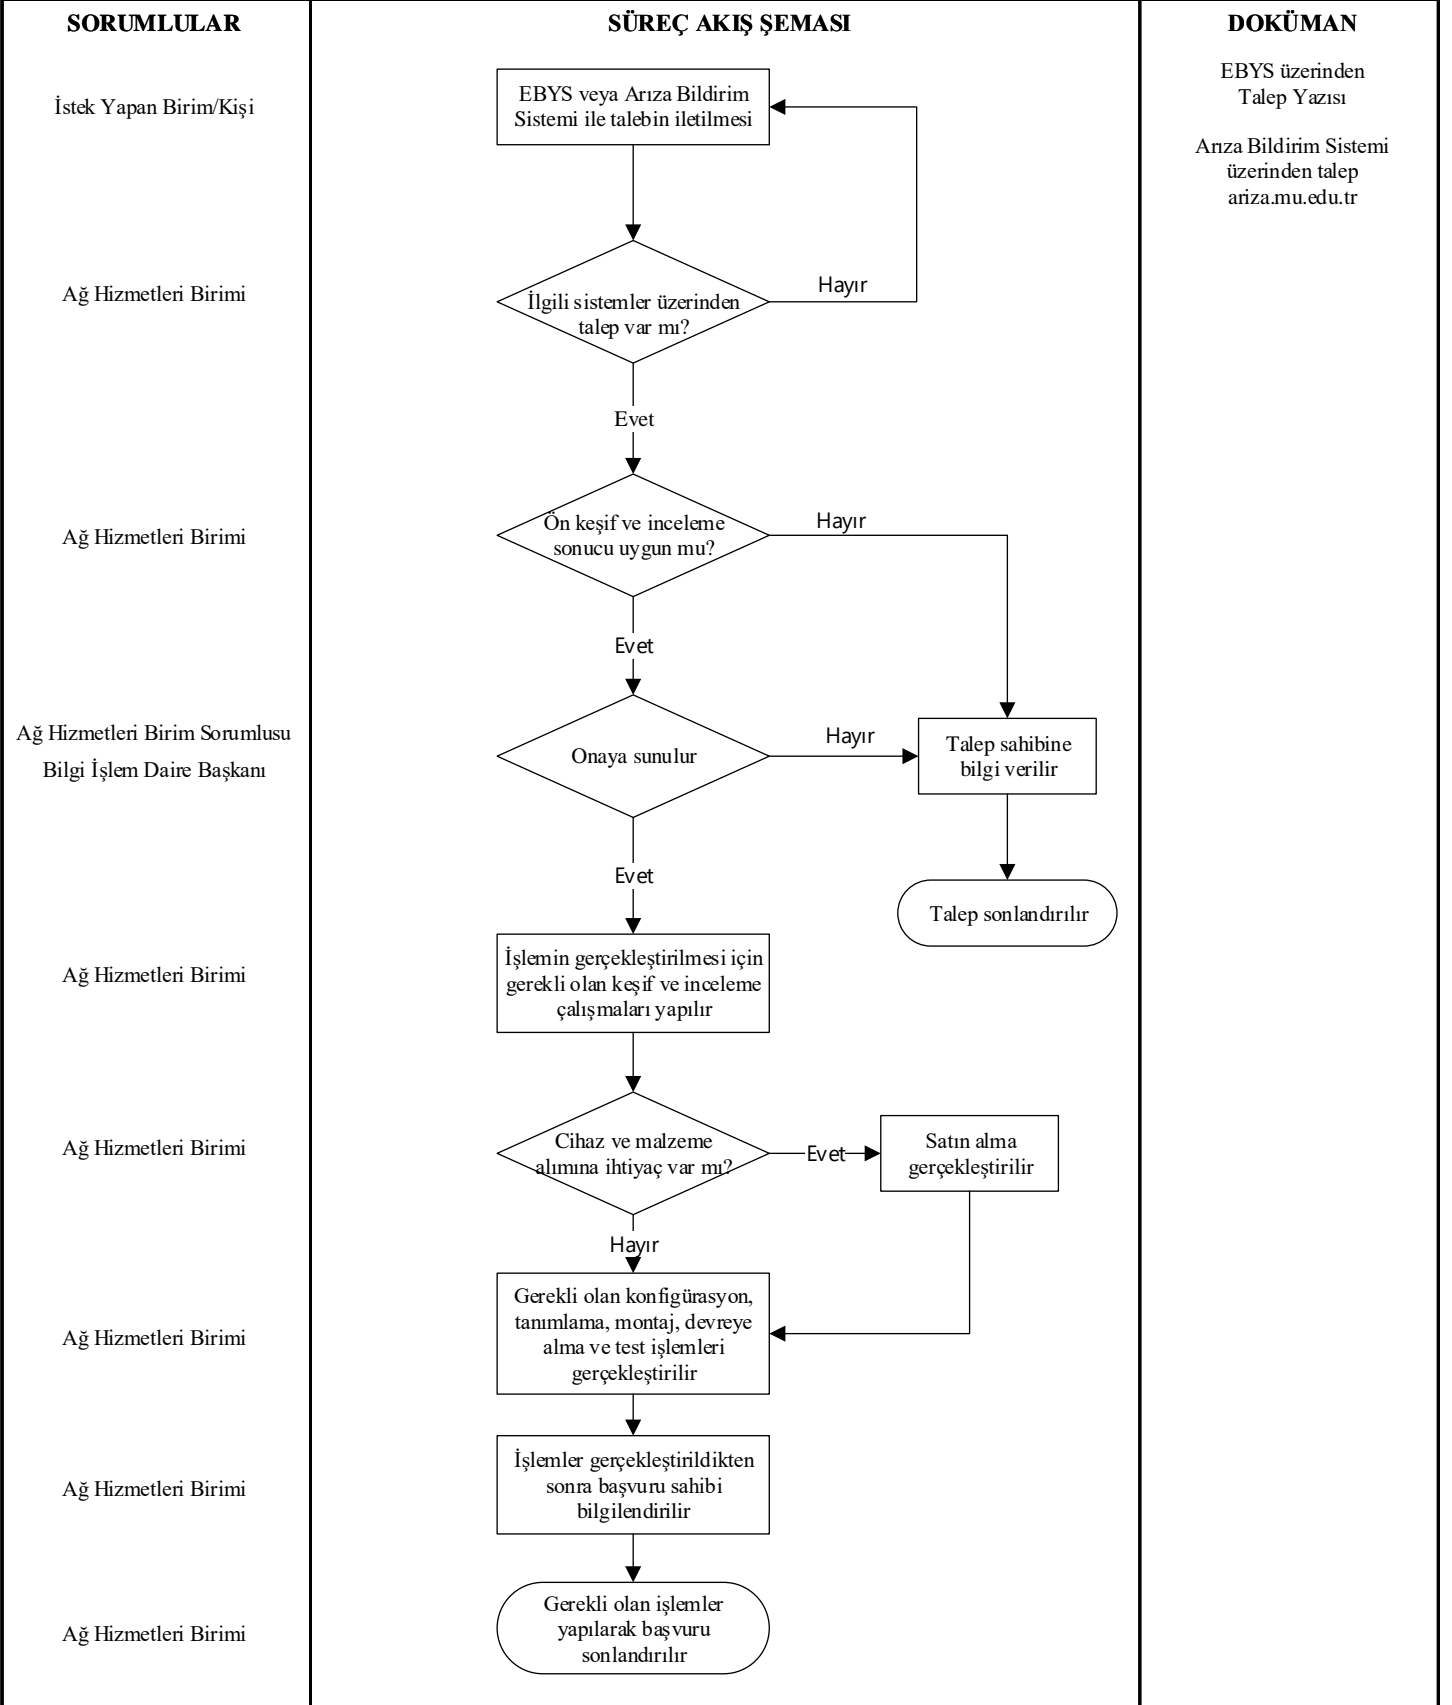 SORUMLULAR
SÜREÇ AKIŞ ŞEMASI
DOKÜMAN
İstek Yapan Birim/Kişi
EBYS veya Arıza Bildirim
Sistemi ile talebin iletilmesi
EBYS üzerinden
Talep Yazısı
Arıza Bildirim Sistemi
üzerinden talep
ariza.mu.edu.tr
Ağ Hizmetleri Birimi
İlgili sistemler üzerinden
talep var mı?
Hayır
Evet
Ağ Hizmetleri Birimi
Ön keşif ve inceleme
sonucu uygun mu?
Hayır
Evet
Ağ Hizmetleri Birim Sorumlusu
Bilgi İşlem Daire Başkanı
Onaya sunulur
Hayır
Talep sahibine
bilgi verilir
Evet
Talep sonlandırılır
Ağ Hizmetleri Birimi
İşlemin gerçekleştirilmesi için
gerekli olan keşif ve inceleme
çalışmaları yapılır
Ağ Hizmetleri Birimi
Cihaz ve malzeme
alımına ihtiyaç var mı?
Evet
Satın alma
gerçekleştirilir
Hayır
Ağ Hizmetleri Birimi
Gerekli olan konfigürasyon,
tanımlama, montaj, devreye
alma ve test işlemleri
gerçekleştirilir
Ağ Hizmetleri Birimi
İşlemler gerçekleştirildikten
sonra başvuru sahibi
bilgilendirilir
Ağ Hizmetleri Birimi
Gerekli olan işlemler
yapılarak başvuru
sonlandırılır